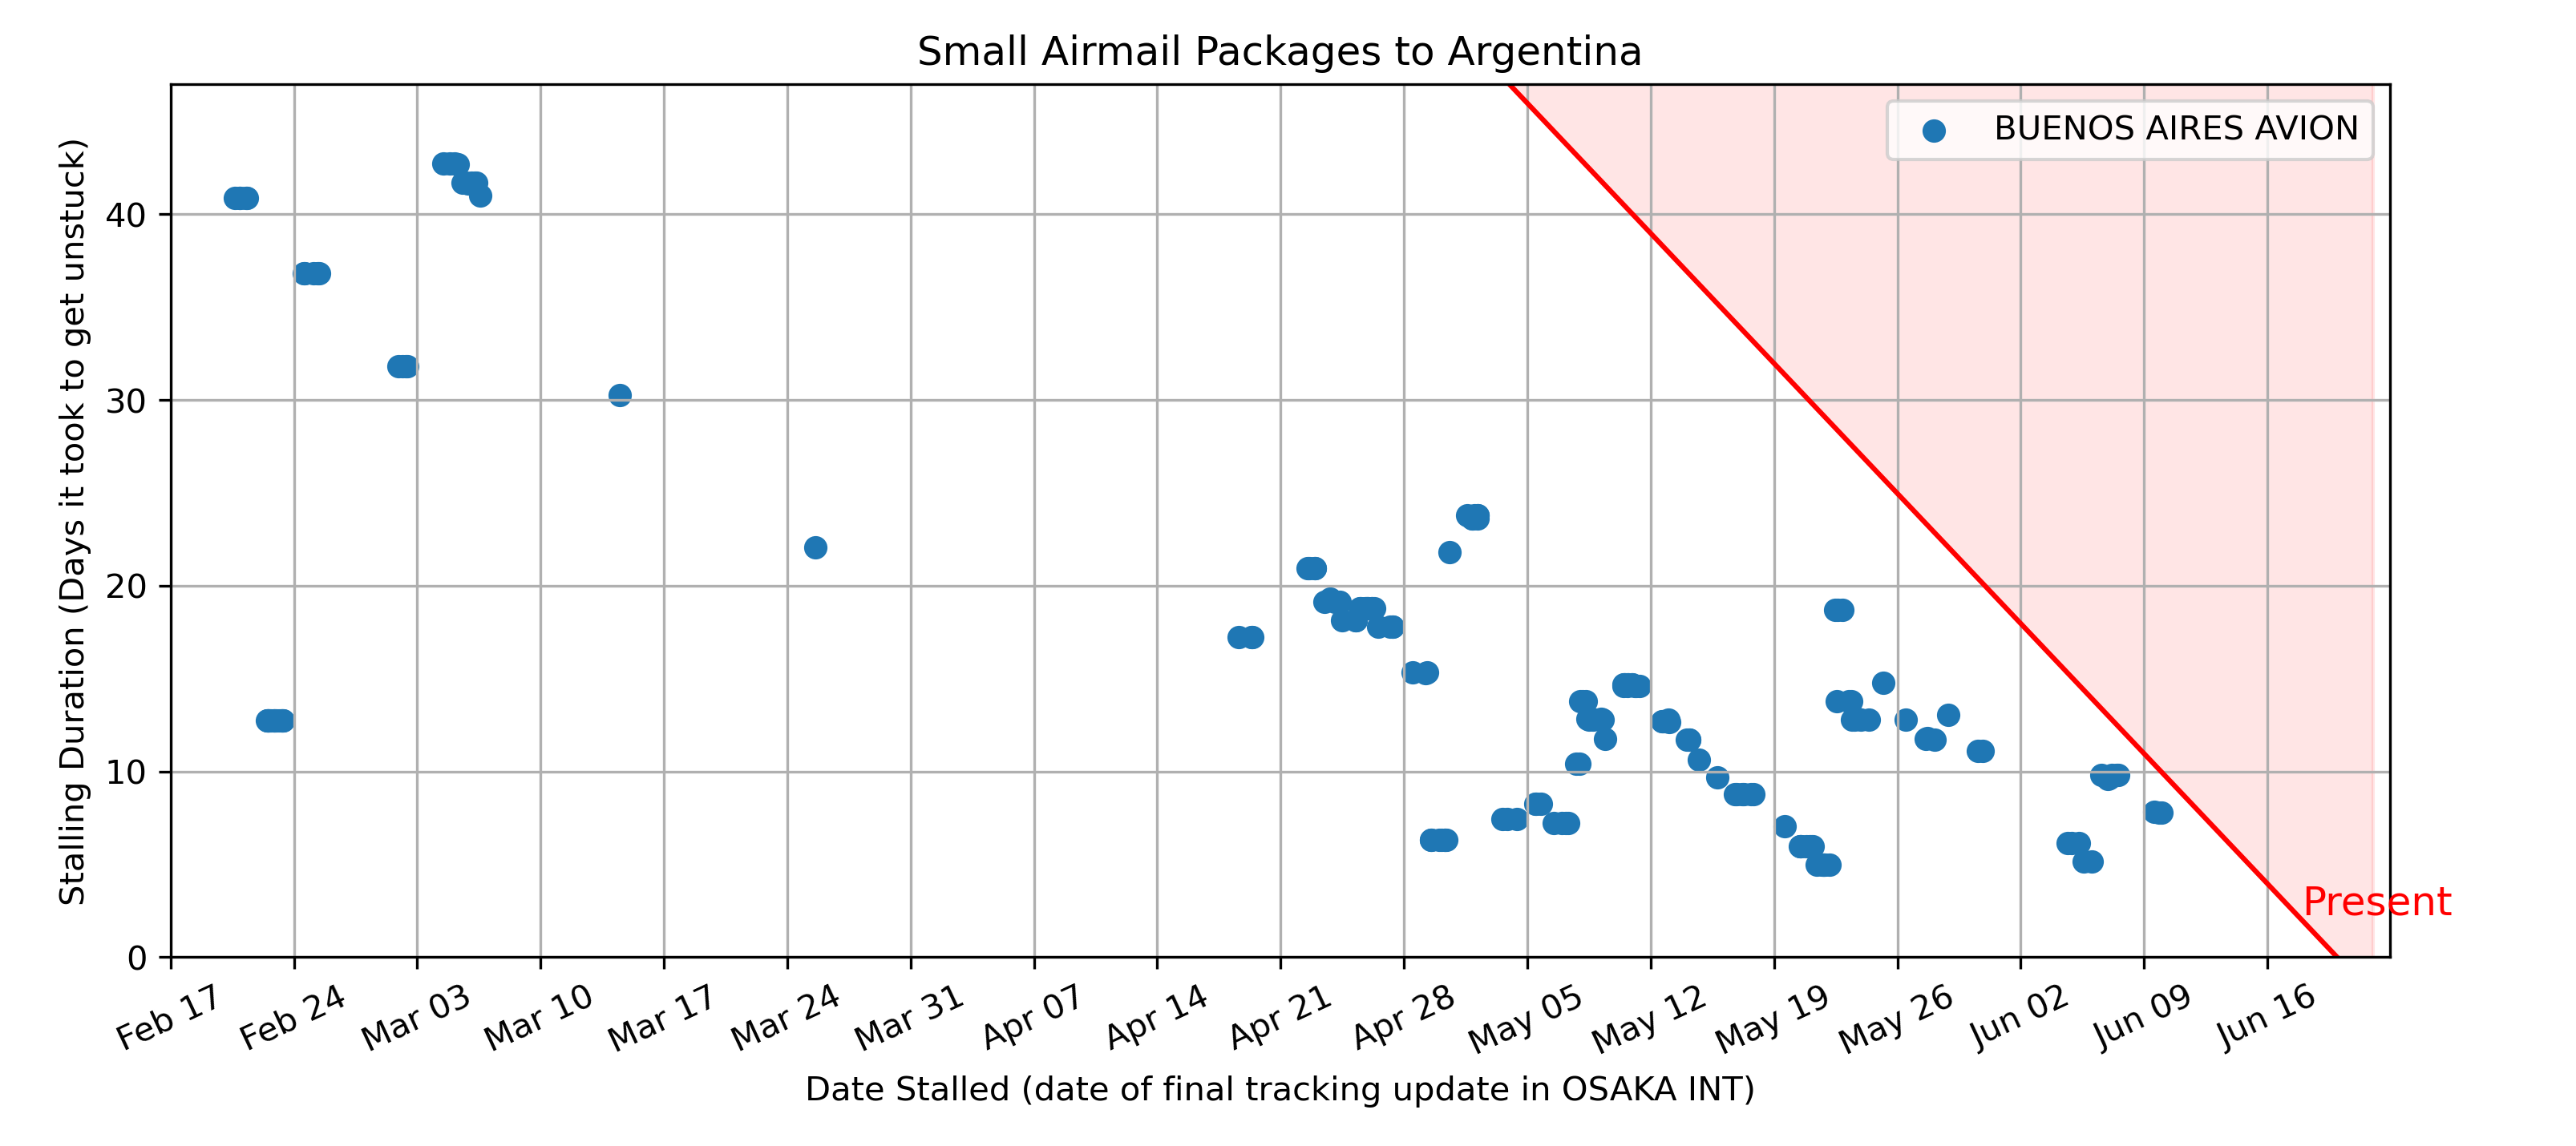 Small Airmail Packages to Argentina
BUENOS AIRES AVION
Stalling Duration (Days it took to get unstuck)
40
30
20
10
0
Present
Feb 17
Feb 24
Mar 03
Mar 10
Mar 17
Mar 24
Mar 31
Apr 07
Apr 14
Apr 21
Apr 28
May 05
May 12
May 19
May 26
Jun 02
Jun 09
Jun 16
Date Stalled (date of final tracking update in OSAKA INT)